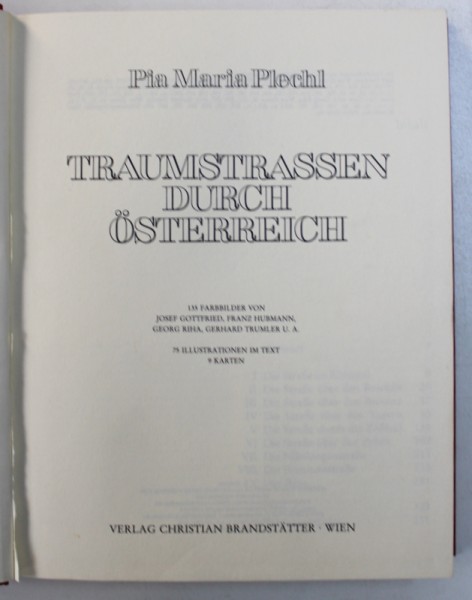 Pia Maria Plechl
TRAUMSTRASSEN
DURCH
ÖSTERREICH
135 FARBBILDER VON
JOSEF GOTTFRIED, FRANZ HUBMANN,
GEORG RIHA, GERHARD TRUMLER U. A.
75 ILLUSTRATIONEN IM TEXT
9 KARTEN
VERLAG CHRISTIAN BRANDSTÄTTER · WIEN